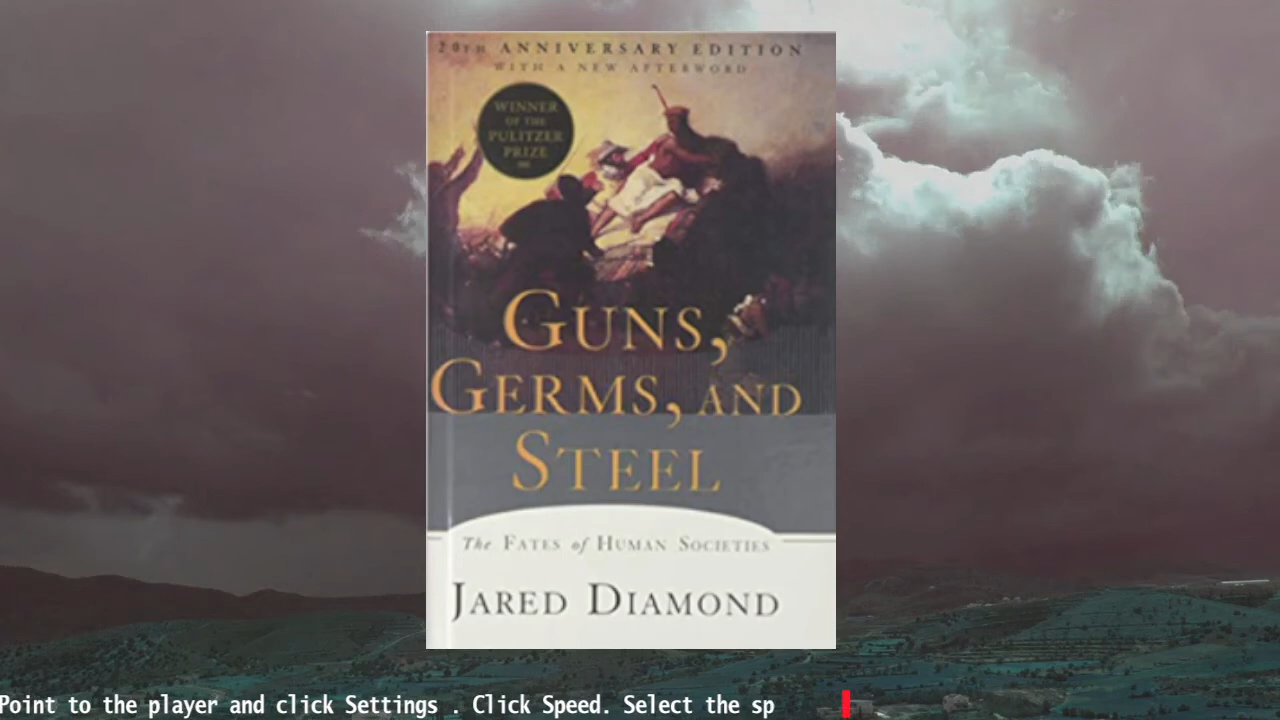 20TH ANNIVERSARY EDITION
WITH A NEW AFTERWORD
WINNER
OF THE
PULITZER
PRIZE
GUNS,
GERMS, AND
STEEL
The FATES of HUMAN SOCIETIES
JARED DIAMOND
Point to the player and click Settings . Click Speed. Select the sp